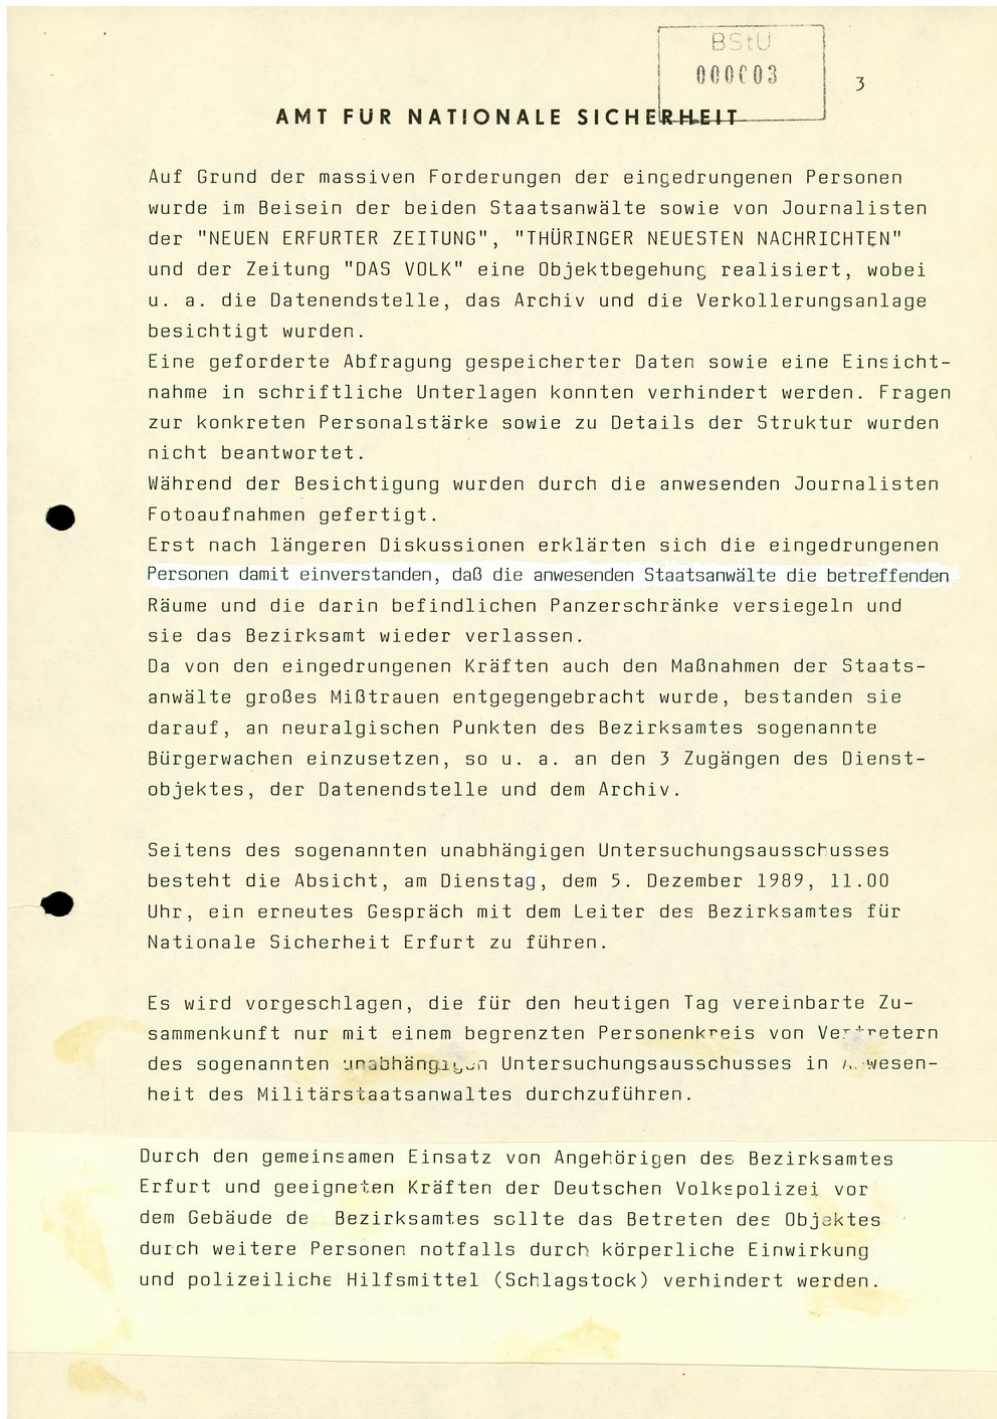 BStU
000003
3
AMT FUR NATIONALE SICHERHEIT
Auf Grund der massiven Forderungen der eingedrungenen Personen
wurde im Beisein der beiden Staatsanwälte sowie von Journalisten
der "NEUEN ERFURTER ZEITUNG", "THÜRINGER NEUESTEN NACHRICHTEN"
und der Zeitung "DAS VOLK" eine Objektbegehung realisiert, wobei
u. a. die Datenendstelle, das Archiv und die Verkollerungsanlage
besichtigt wurden.
Eine geforderte Abfragung gespeicherter Daten sowie eine Einsicht-
nahme in schriftliche Unterlagen konnten verhindert werden. Fragen
zur konkreten Personalstärke sowie zu Details der Struktur wurden
nicht beantwortet.
Während der Besichtigung wurden durch die anwesenden Journalisten
Fotoaufnahmen gefertigt.
Erst nach längeren Diskussionen erklärten sich die eingedrungenen
Personen damit einverstanden, daß die anwesenden Staatsanwälte die betreffenden
Räume und die darin befindlichen Panzerschränke versiegeln und
sie das Bezirksamt wieder verlassen.
Da von den eingedrungenen Kräften auch den Maßnahmen der Staats-
anwälte großes Mißtrauen entgegengebracht wurde, bestanden sie
darauf, an neuralgischen Punkten des Bezirksamtes sogenannte
Bürgerwachen einzusetzen, so u. a. an den 3 Zugängen des Dienst-
objektes, der Datenendstelle und dem Archiv.
Seitens des sogenannten unabhängigen Untersuchungsausschusses
besteht die Absicht, am Dienstag, dem 5. Dezember 1989, 11.00
Uhr, ein erneutes Gespräch mit dem Leiter des Bezirksamtes für
Nationale Sicherheit Erfurt zu führen.
Es wird vorgeschlagen, die für den heutigen Tag vereinbarte Zu-
sammenkunft nur mit einem begrenzten Personenkreis von Vertretern
des sogenannten unabhängigen Untersuchungsausschusses in Anwesen-
heit des Militärstaatsanwaltes durchzuführen.
Durch den gemeinsamen Einsatz von Angehörigen des Bezirksamtes
Erfurt und geeigneten Kräften der Deutschen Volkspolizei vor
dem Gebäude de Bezirksamtes sollte das Betreten des Objektes
durch weitere Personen notfalls durch körperliche Einwirkung
und polizeiliche Hilfsmittel (Schlagstock) verhindert werden.